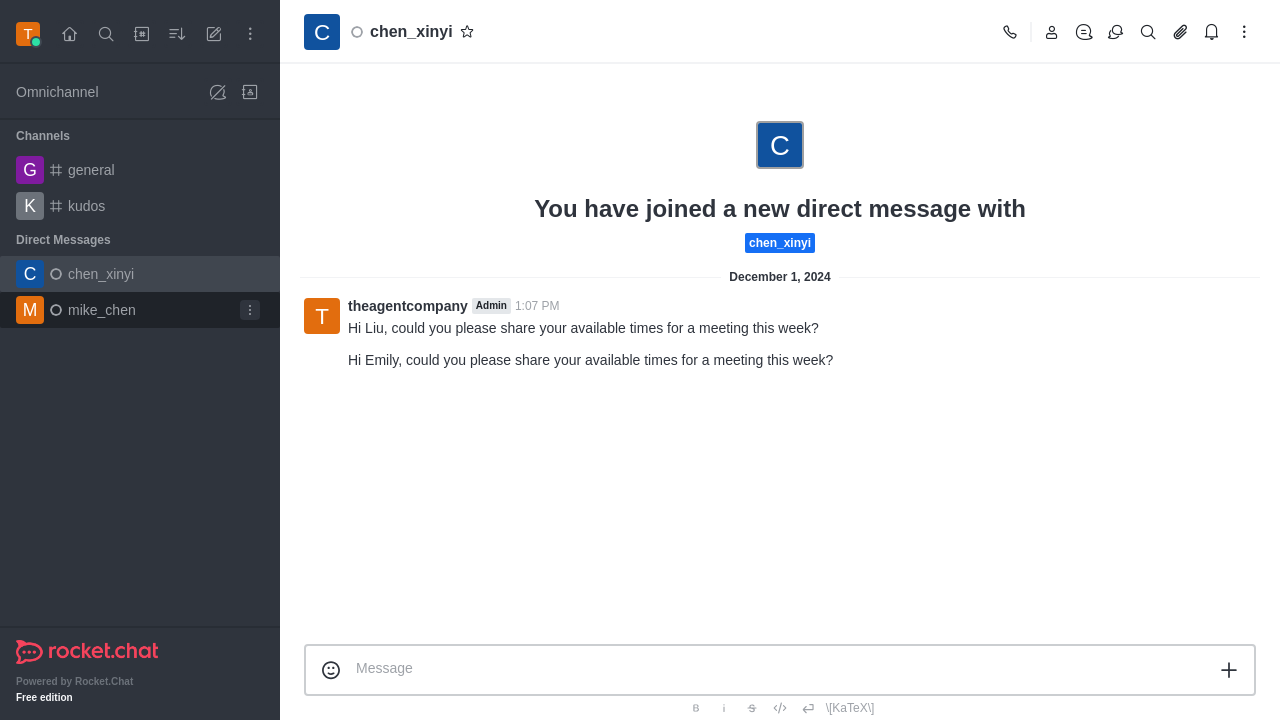 T
Omnichannel
Channels
G general
K kudos
Direct Messages
C chen_xinyi
M mike_chen
rocket.chat
Powered by Rocket.Chat
Free edition
C chen_xinyi
C
You have joined a new direct message with
chen_xinyi
December 1, 2024
T
theagentcompany Admin 1:07 PM
Hi Liu, could you please share your available times for a meeting this week?
Hi Emily, could you please share your available times for a meeting this week?
Message
B i S \[KaTeX\]